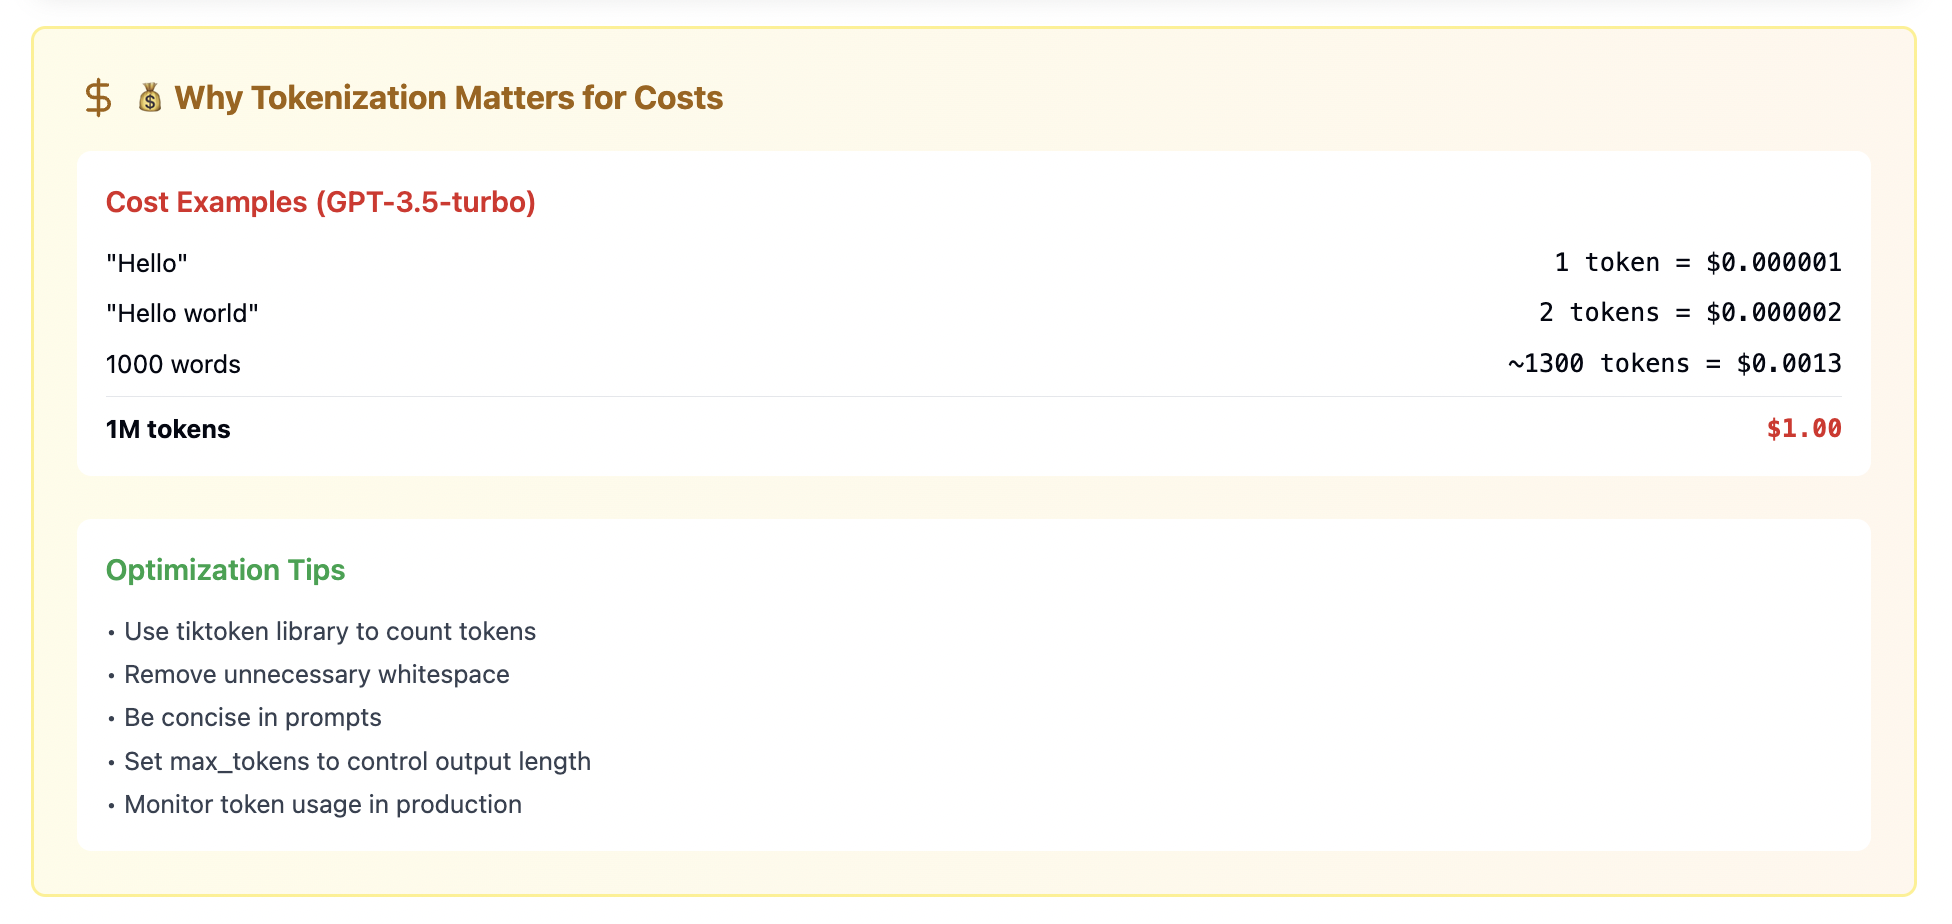 $ 💰 Why Tokenization Matters for Costs
Cost Examples (GPT-3.5-turbo)
"Hello" 1 token = $0.000001
"Hello world" 2 tokens = $0.000002
1000 words ~1300 tokens = $0.0013
1M tokens $1.00
Optimization Tips
• Use tiktoken library to count tokens
• Remove unnecessary whitespace
• Be concise in prompts
• Set max_tokens to control output length
• Monitor token usage in production